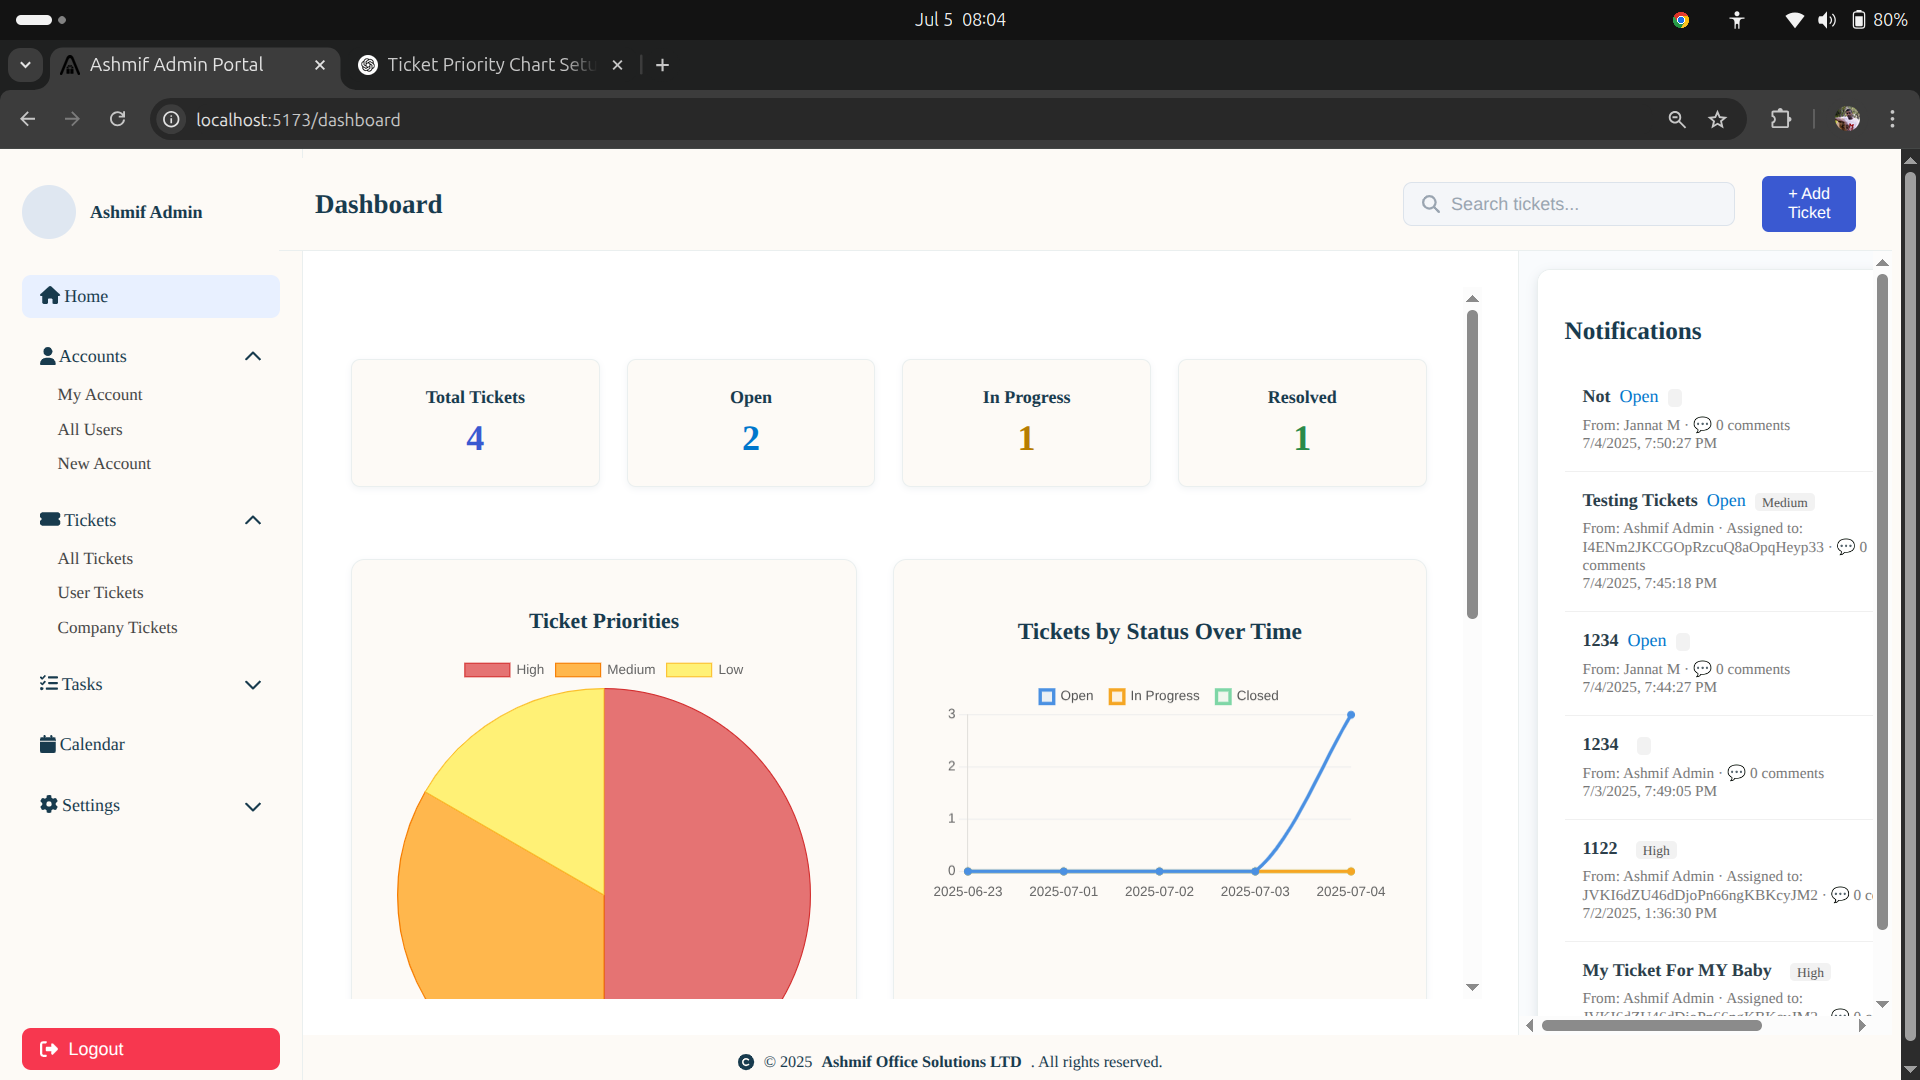 Jul 5 08:04
80%
Ashmif Admin Portal
Ticket Priority Chart Setu
localhost:5173/dashboard
Ashmif Admin
Dashboard
Search tickets...
+ Add
Ticket
Home
Accounts
My Account
All Users
New Account
Tickets
All Tickets
User Tickets
Company Tickets
Tasks
Calendar
Settings
Logout
Total Tickets
4
Open
2
In Progress
1
Resolved
1
Ticket Priorities
High Medium Low
Tickets by Status Over Time
Open In Progress Closed
3
2
1
0
2025-06-23 2025-07-01 2025-07-02 2025-07-03 2025-07-04
Notifications
Not Open
From: Jannat M · 💬 0 comments
7/4/2025, 7:50:27 PM
Testing Tickets Open Medium
From: Ashmif Admin · Assigned to:
I4ENm2JKCGOpRzcuQ8aOpqHeyp33 · 💬 0
comments
7/4/2025, 7:45:18 PM
1234 Open
From: Jannat M · 💬 0 comments
7/4/2025, 7:44:27 PM
1234
From: Ashmif Admin · 💬 0 comments
7/3/2025, 7:49:05 PM
1122 High
From: Ashmif Admin · Assigned to:
JVKI6dZU46dDjoPn66ngKBKcyJM2 · 💬 0 c
7/2/2025, 1:36:30 PM
My Ticket For MY Baby High
From: Ashmif Admin · Assigned to:
© 2025 Ashmif Office Solutions LTD . All rights reserved.